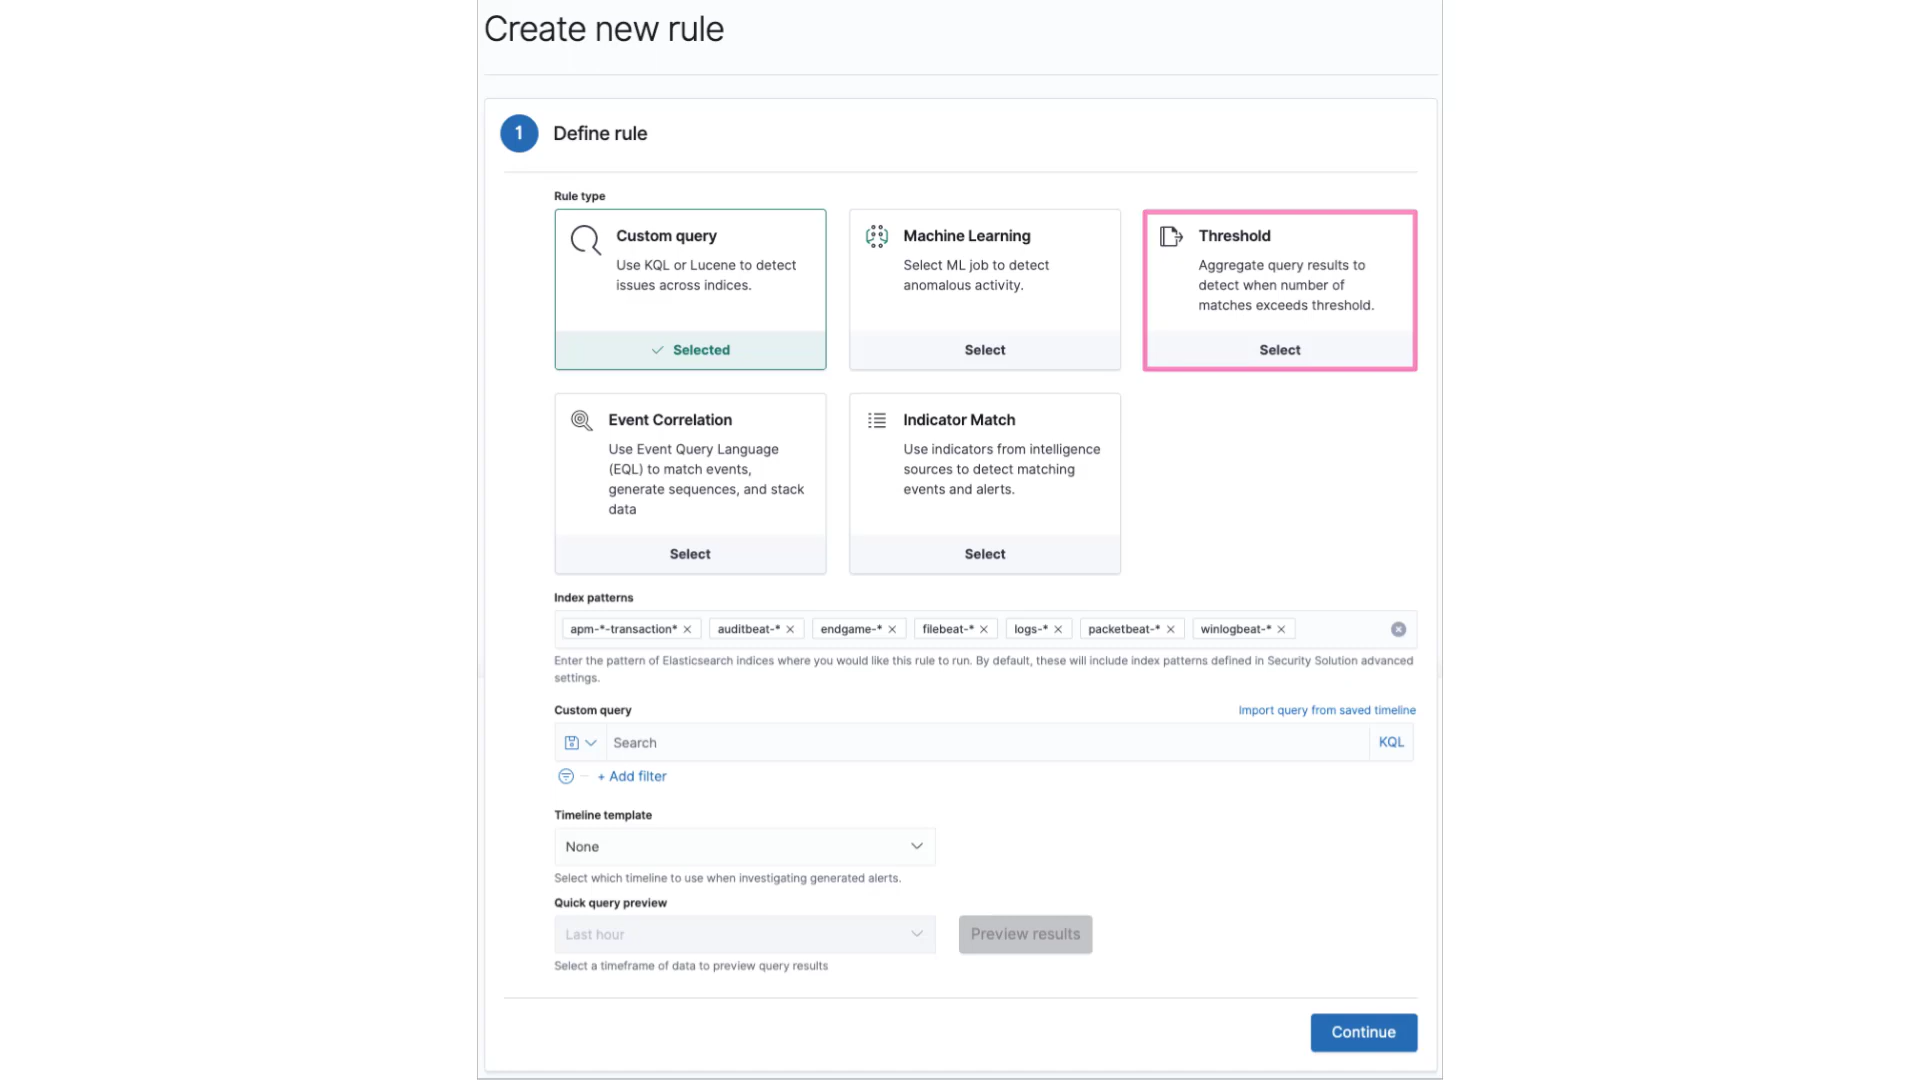 Create new rule
1 Define rule
Rule type
Custom query
Use KQL or Lucene to detect
issues across indices.
Selected
Machine Learning
Select ML job to detect
anomalous activity.
Select
Threshold
Aggregate query results to
detect when number of
matches exceeds threshold.
Select
Event Correlation
Use Event Query Language
(EQL) to match events,
generate sequences, and stack
data
Select
Indicator Match
Use indicators from intelligence
sources to detect matching
events and alerts.
Select
Index patterns
apm-*-transaction* auditbeat-* endgame-* filebeat-* logs-* packetbeat-* winlogbeat-*
Enter the pattern of Elasticsearch indices where you would like this rule to run. By default, these will include index patterns defined in Security Solution advanced
settings.
Custom query Import query from saved timeline
Search KQL
+ Add filter
Timeline template
None
Select which timeline to use when investigating generated alerts.
Quick query preview
Last hour Preview results
Select a timeframe of data to preview query results
Continue